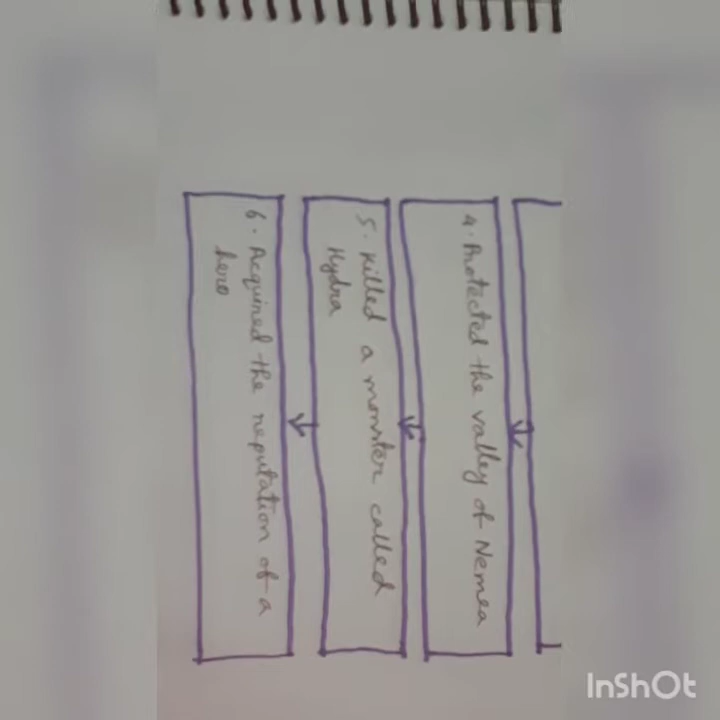 4. Protected the valley of Nemea
5. Killed a monster called
Hydra
6. Acquired the reputation of a
hero
InShOt